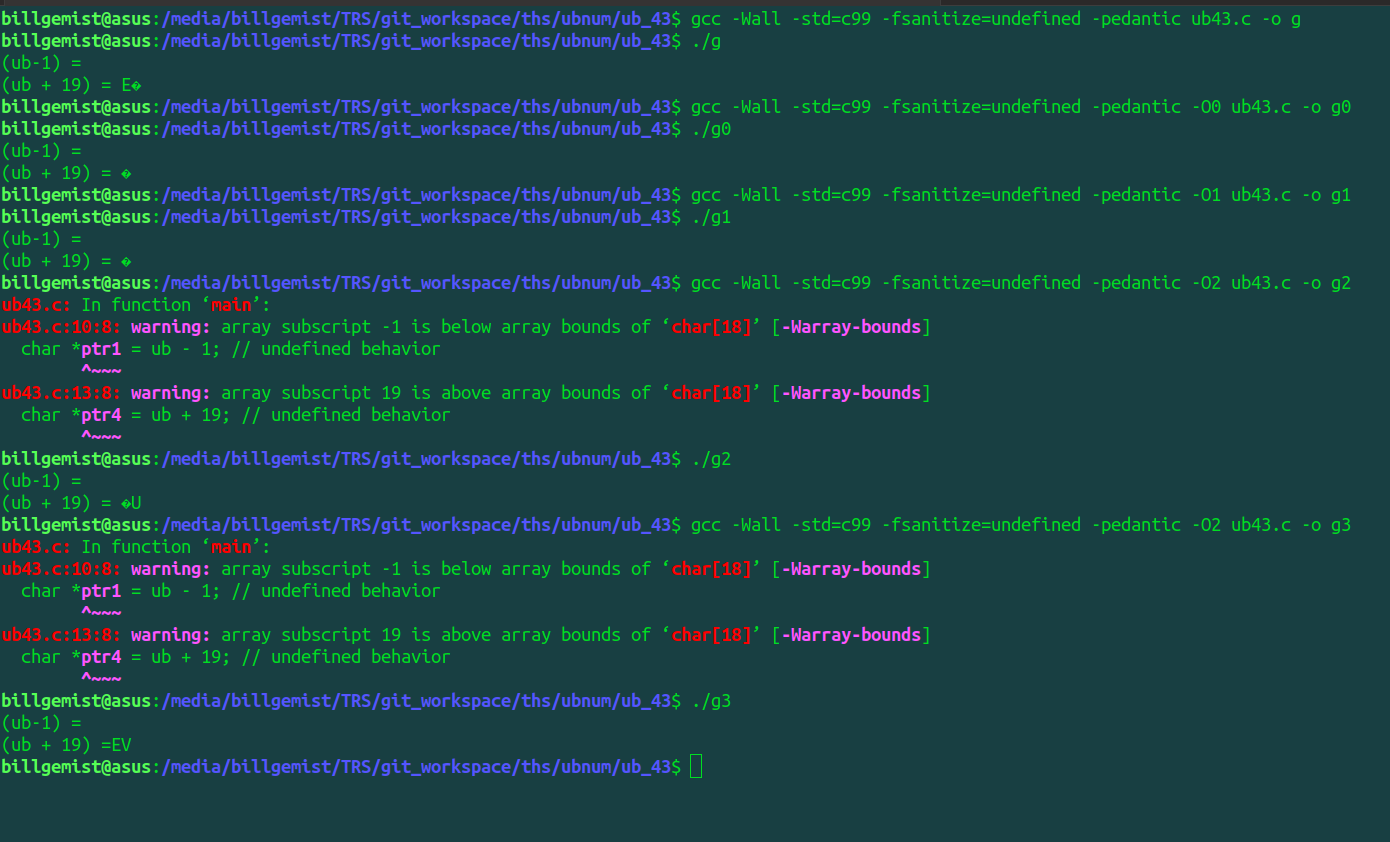 billgemist@asus:/media/billgemist/TRS/git_workspace/ths/ubnum/ub_43$ gcc -Wall -std=c99 -fsanitize=undefined -pedantic ub43.c -o g
billgemist@asus:/media/billgemist/TRS/git_workspace/ths/ubnum/ub_43$ ./g
(ub-1) =
(ub + 19) = E�
billgemist@asus:/media/billgemist/TRS/git_workspace/ths/ubnum/ub_43$ gcc -Wall -std=c99 -fsanitize=undefined -pedantic -O0 ub43.c -o g0
billgemist@asus:/media/billgemist/TRS/git_workspace/ths/ubnum/ub_43$ ./g0
(ub-1) =
(ub + 19) = �
billgemist@asus:/media/billgemist/TRS/git_workspace/ths/ubnum/ub_43$ gcc -Wall -std=c99 -fsanitize=undefined -pedantic -O1 ub43.c -o g1
billgemist@asus:/media/billgemist/TRS/git_workspace/ths/ubnum/ub_43$ ./g1
(ub-1) =
(ub + 19) = �
billgemist@asus:/media/billgemist/TRS/git_workspace/ths/ubnum/ub_43$ gcc -Wall -std=c99 -fsanitize=undefined -pedantic -O2 ub43.c -o g2
ub43.c: In function ‘main’:
ub43.c:10:8: warning: array subscript -1 is below array bounds of ‘char[18]’ [-Warray-bounds]
  char *ptr1 = ub - 1; // undefined behavior
        ^~~~
ub43.c:13:8: warning: array subscript 19 is above array bounds of ‘char[18]’ [-Warray-bounds]
  char *ptr4 = ub + 19; // undefined behavior
        ^~~~
billgemist@asus:/media/billgemist/TRS/git_workspace/ths/ubnum/ub_43$ ./g2
(ub-1) =
(ub + 19) = �U
billgemist@asus:/media/billgemist/TRS/git_workspace/ths/ubnum/ub_43$ gcc -Wall -std=c99 -fsanitize=undefined -pedantic -O2 ub43.c -o g3
ub43.c: In function ‘main’:
ub43.c:10:8: warning: array subscript -1 is below array bounds of ‘char[18]’ [-Warray-bounds]
  char *ptr1 = ub - 1; // undefined behavior
        ^~~~
ub43.c:13:8: warning: array subscript 19 is above array bounds of ‘char[18]’ [-Warray-bounds]
  char *ptr4 = ub + 19; // undefined behavior
        ^~~~
billgemist@asus:/media/billgemist/TRS/git_workspace/ths/ubnum/ub_43$ ./g3
(ub-1) =
(ub + 19) =EV
billgemist@asus:/media/billgemist/TRS/git_workspace/ths/ubnum/ub_43$